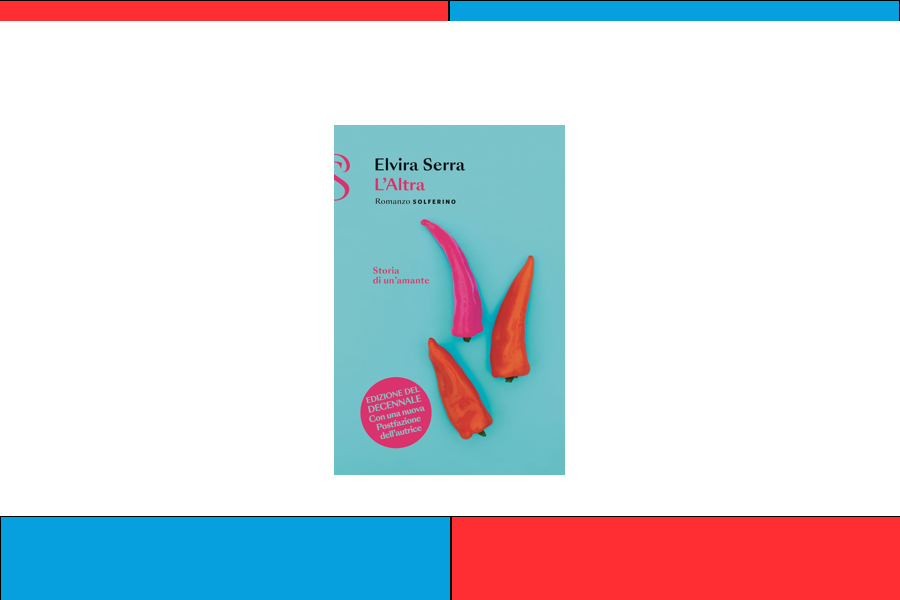 S
Elvira Serra
L'Altra
Romanzo SOLFERINO
Storia
di un'amante
EDIZIONE DEL
DECENNALE
Con una nuova
Postfazione
dell'autrice